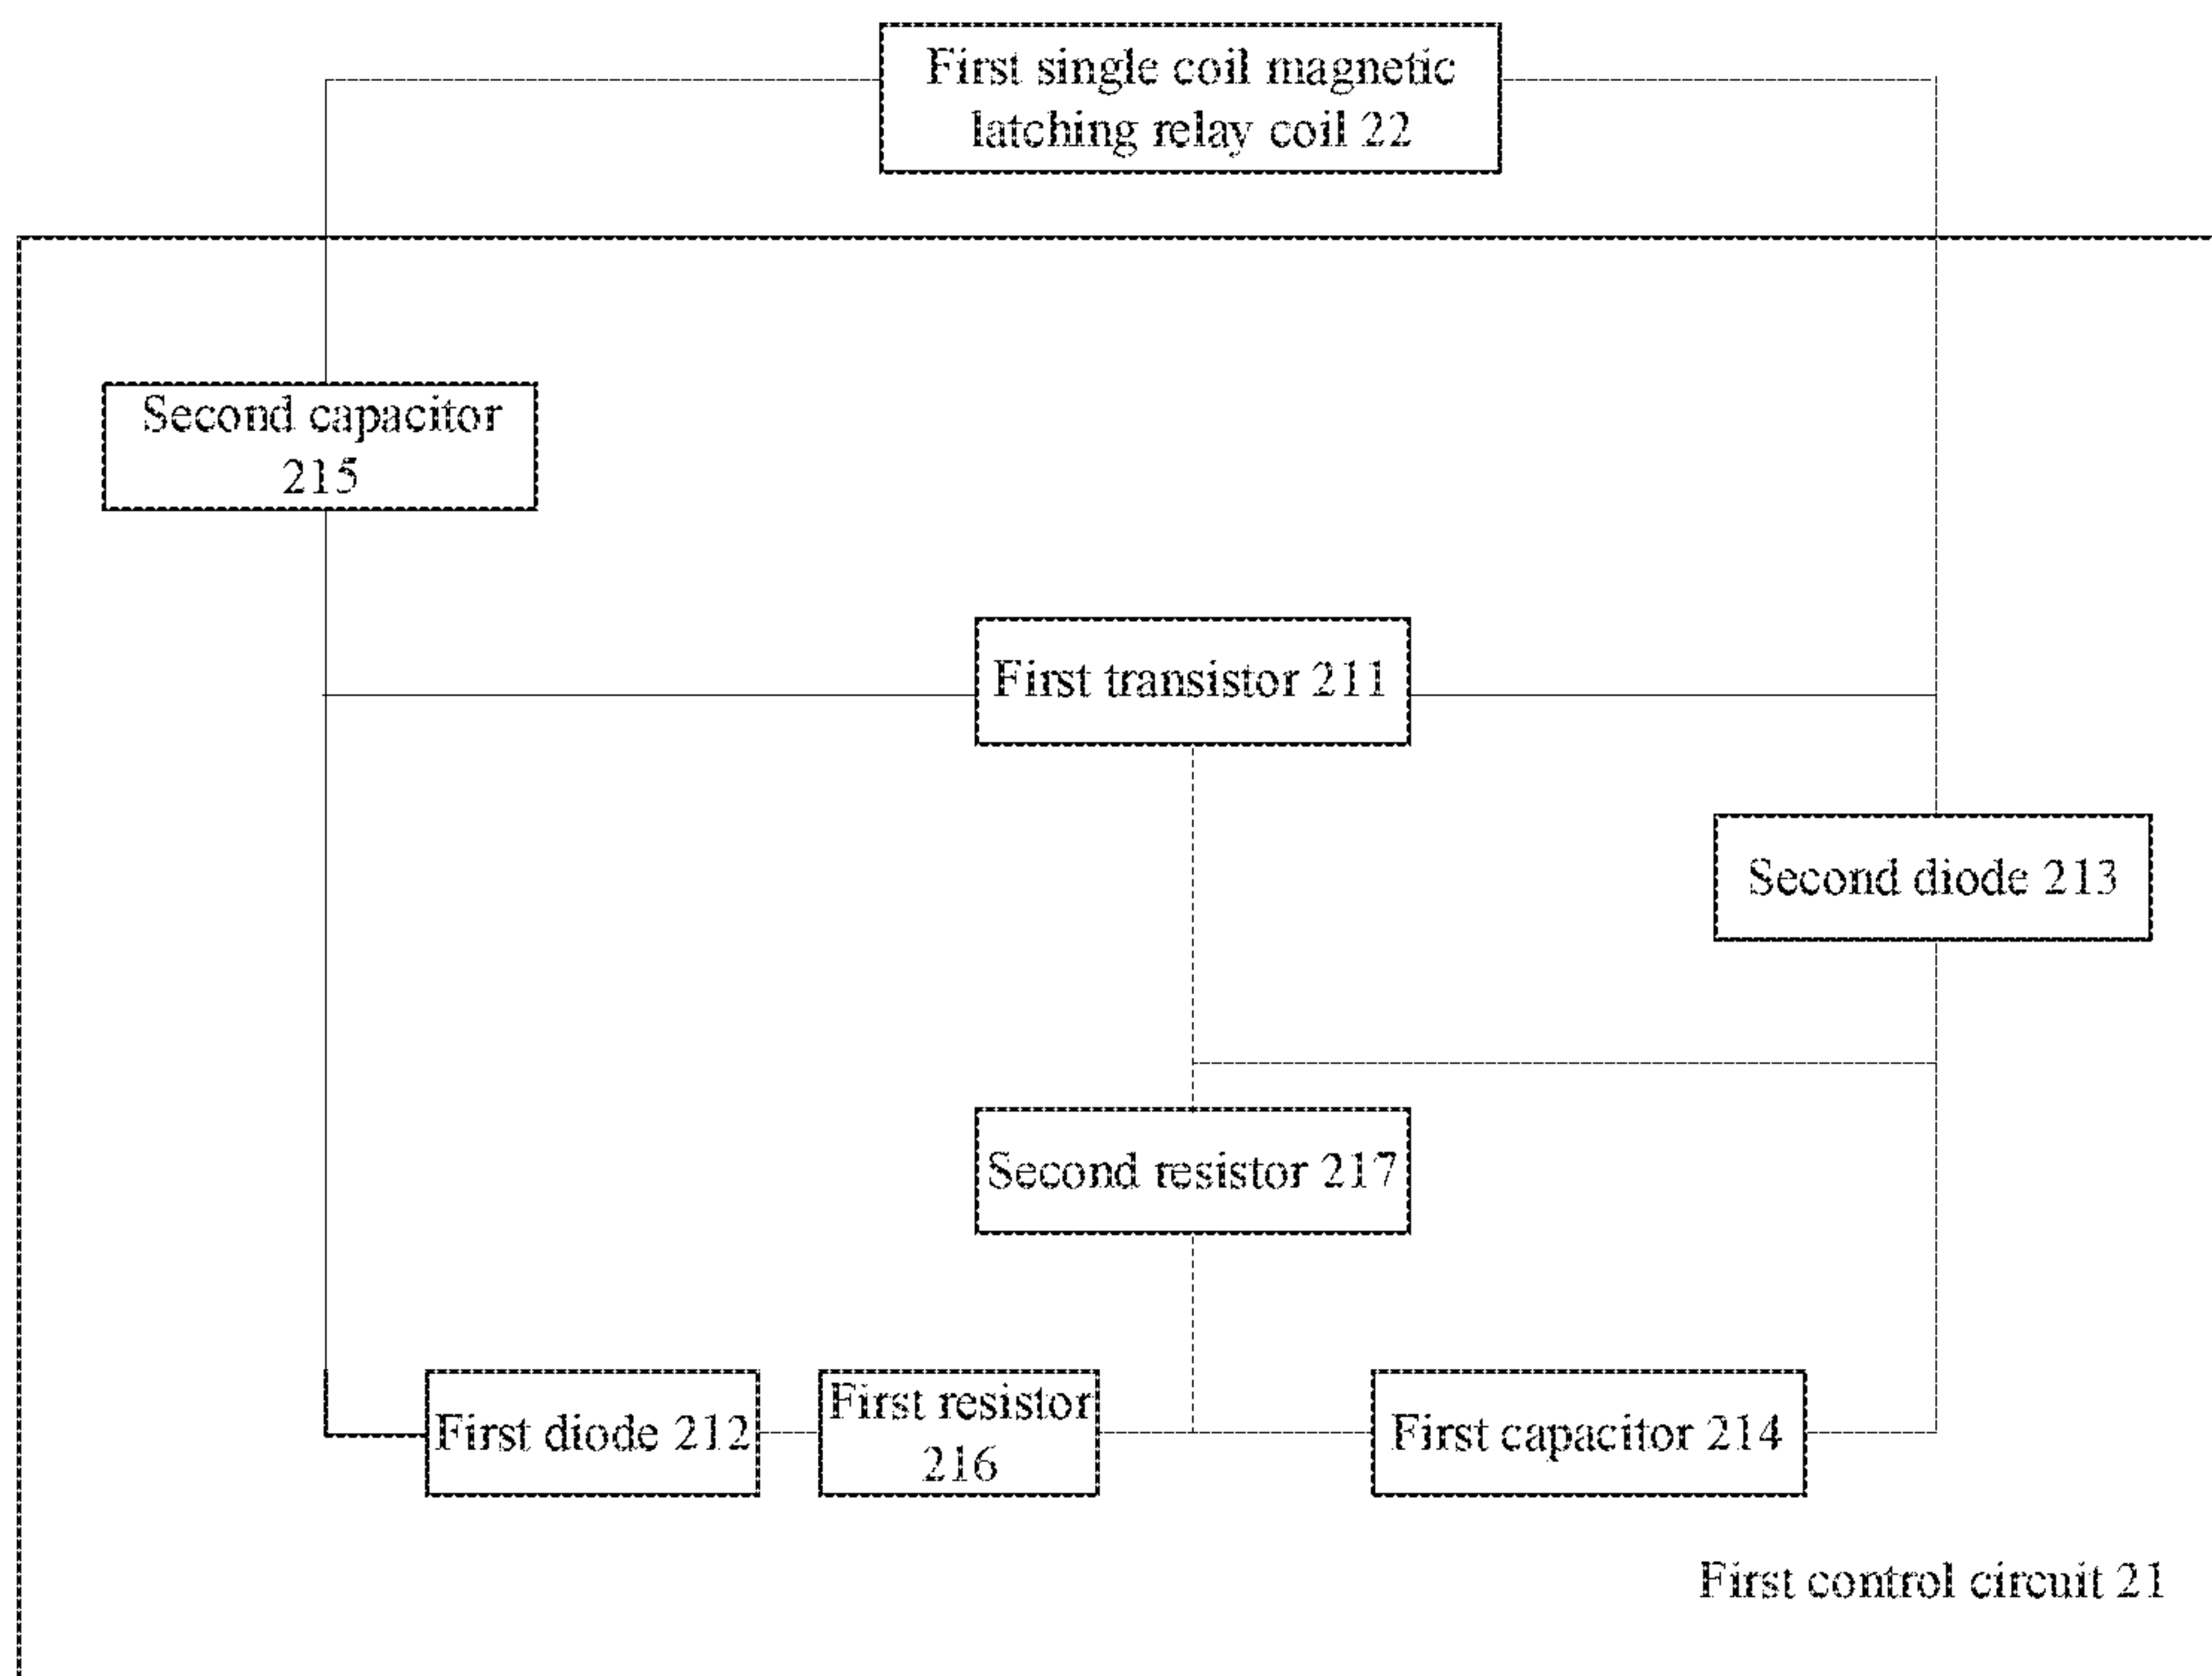 First single coil magnetic
latching relay coil 22
Second capacitor
215
First transistor 211
Second diode 213
Second resistor 217
First diode 212
First resistor
216
First capacitor 214
First control circuit 21